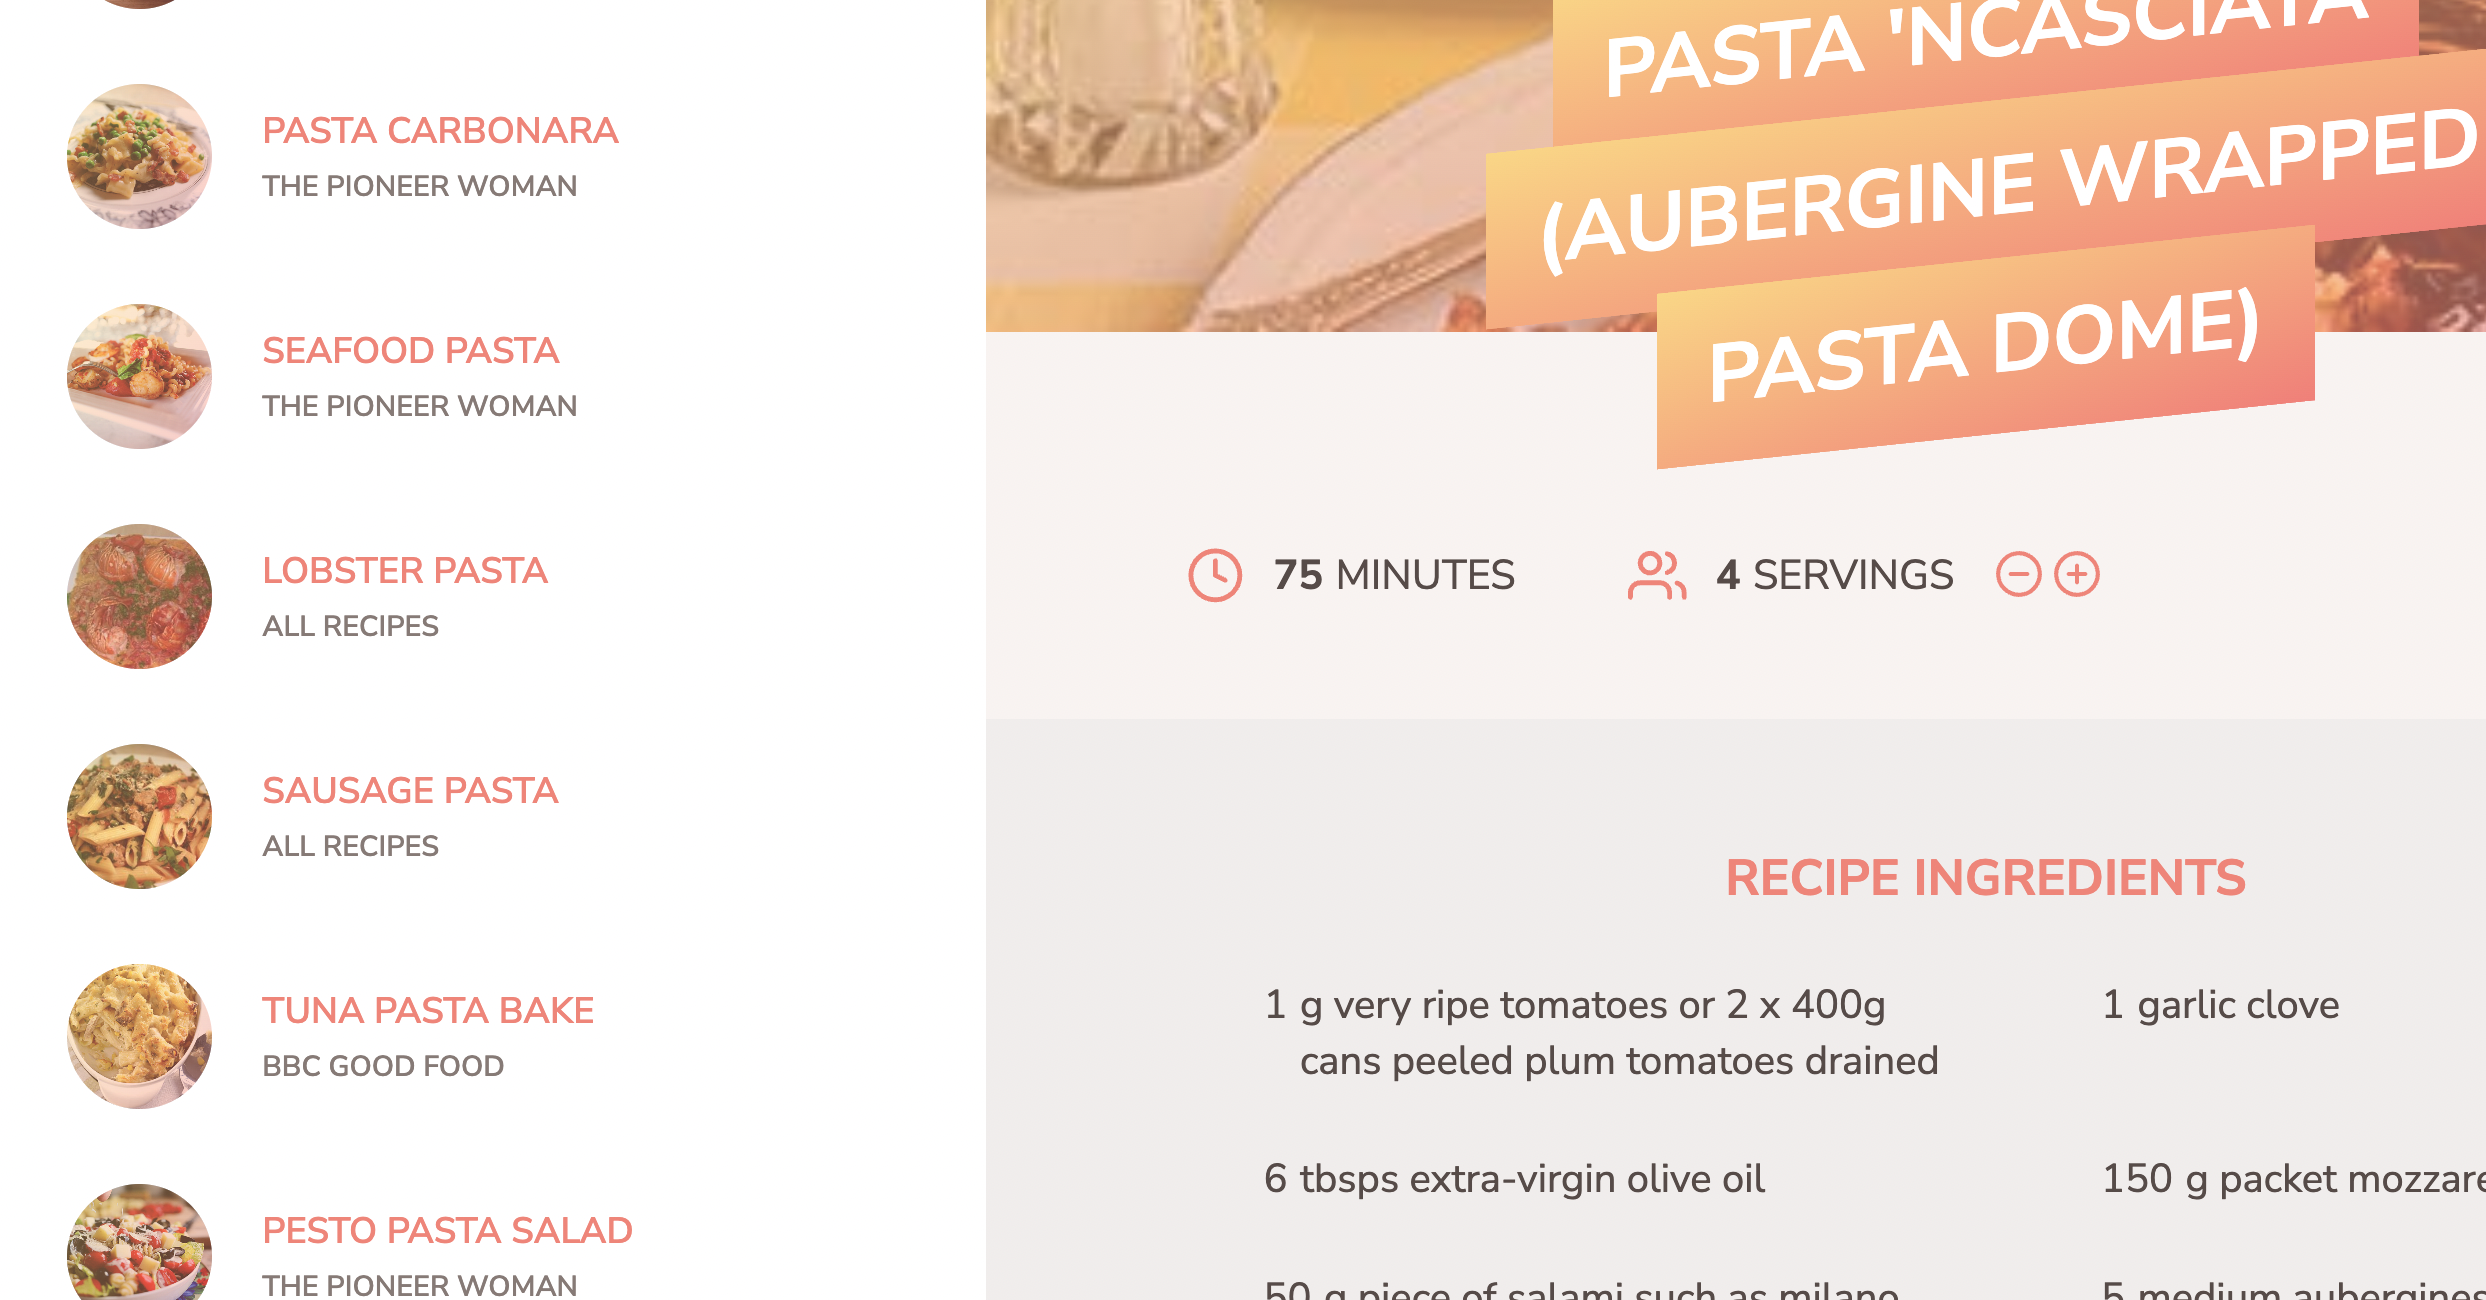 PASTA CARBONARA
THE PIONEER WOMAN
SEAFOOD PASTA
THE PIONEER WOMAN
LOBSTER PASTA
ALL RECIPES
SAUSAGE PASTA
ALL RECIPES
TUNA PASTA BAKE
BBC GOOD FOOD
PESTO PASTA SALAD
THE PIONEER WOMAN
PASTA 'NCASCIATA
(AUBERGINE WRAPPED
PASTA DOME)
75 MINUTES
4 SERVINGS
RECIPE INGREDIENTS
1 g very ripe tomatoes or 2 x 400g
cans peeled plum tomatoes drained
1 garlic clove
6 tbsps extra-virgin olive oil
150 g packet
50 g piece of salami such as milano
5 medium aubergines